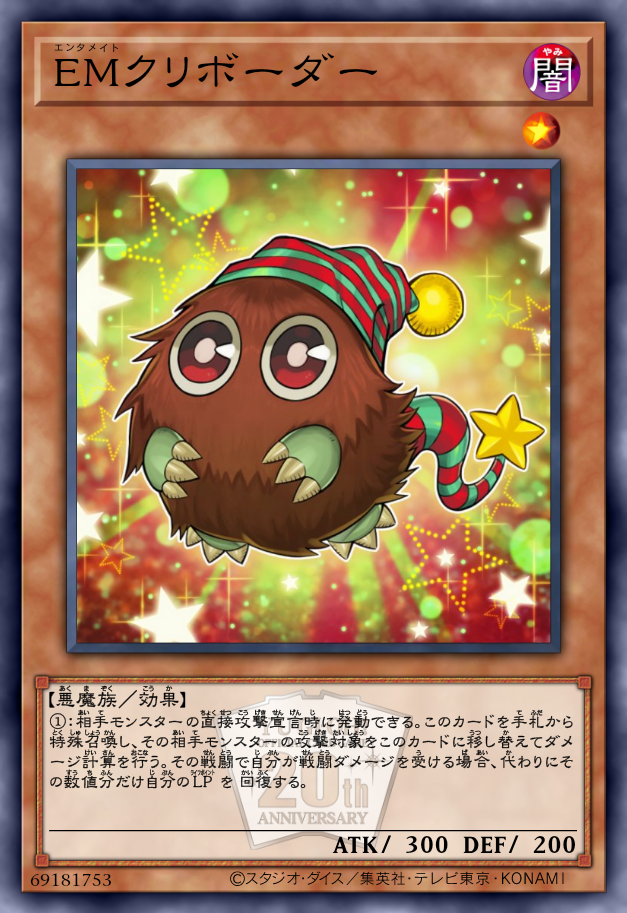 エンタメイト
EMクリボーダー
やみ
闇
【悪魔族／効果】
①：相手モンスターの直接攻撃宣言時に発動できる。このカードを手札から
特殊召喚し、その相手モンスターの攻撃対象をこのカードに移し替えてダメ
ージ計算を行う。その戦闘で自分が戦闘ダメージを受ける場合、代わりにそ
の数値分だけ自分のLPを回復する。
20th
ANNIVERSARY
ATK/ 300 DEF/ 200
69181753
©スタジオ・ダイス／集英社・テレビ東京・KONAMI